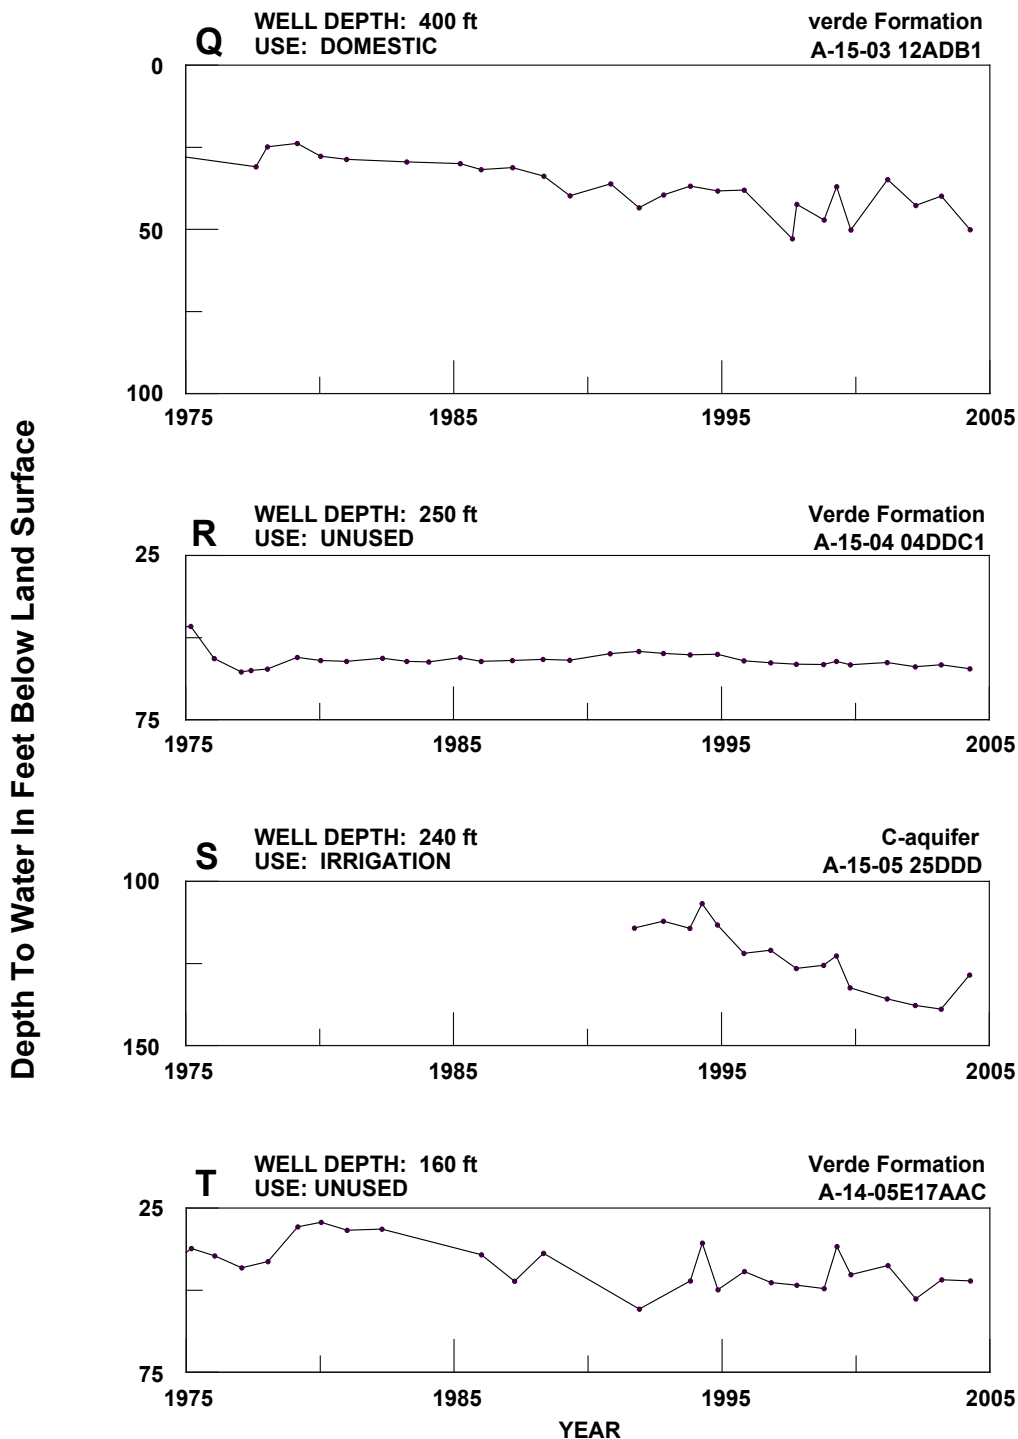 Q
WELL DEPTH: 400 ft
USE: DOMESTIC
verde Formation
A-15-03 12ADB1
0
50
100
1975 1985 1995 2005
R
WELL DEPTH: 250 ft
USE: UNUSED
Verde Formation
A-15-04 04DDC1
25
75
1975 1985 1995 2005
Depth To Water In Feet Below Land Surface
S
WELL DEPTH: 240 ft
USE: IRRIGATION
C-aquifer
A-15-05 25DDD
100
150
1975 1985 1995 2005
T
WELL DEPTH: 160 ft
USE: UNUSED
Verde Formation
A-14-05E17AAC
25
75
1975 1985 1995 2005
YEAR